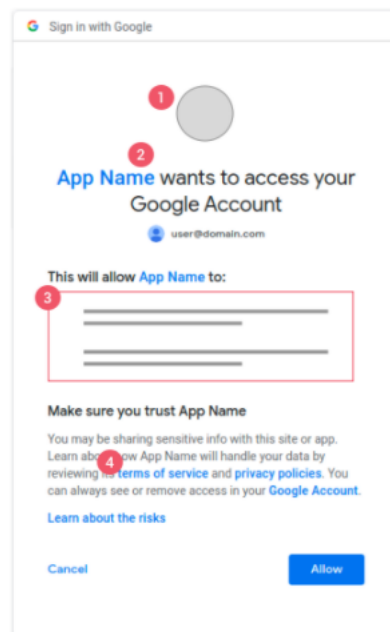 Sign in with Google
1
2
App Name wants to access your
Google Account
user@domain.com
This will allow App Name to:
3
Make sure you trust App Name
You may be sharing sensitive info with this site or app.
Learn about how App Name will handle your data by
4
reviewing its terms of service and privacy policies. You
can always see or remove access in your Google Account.
Learn about the risks
Cancel
Allow